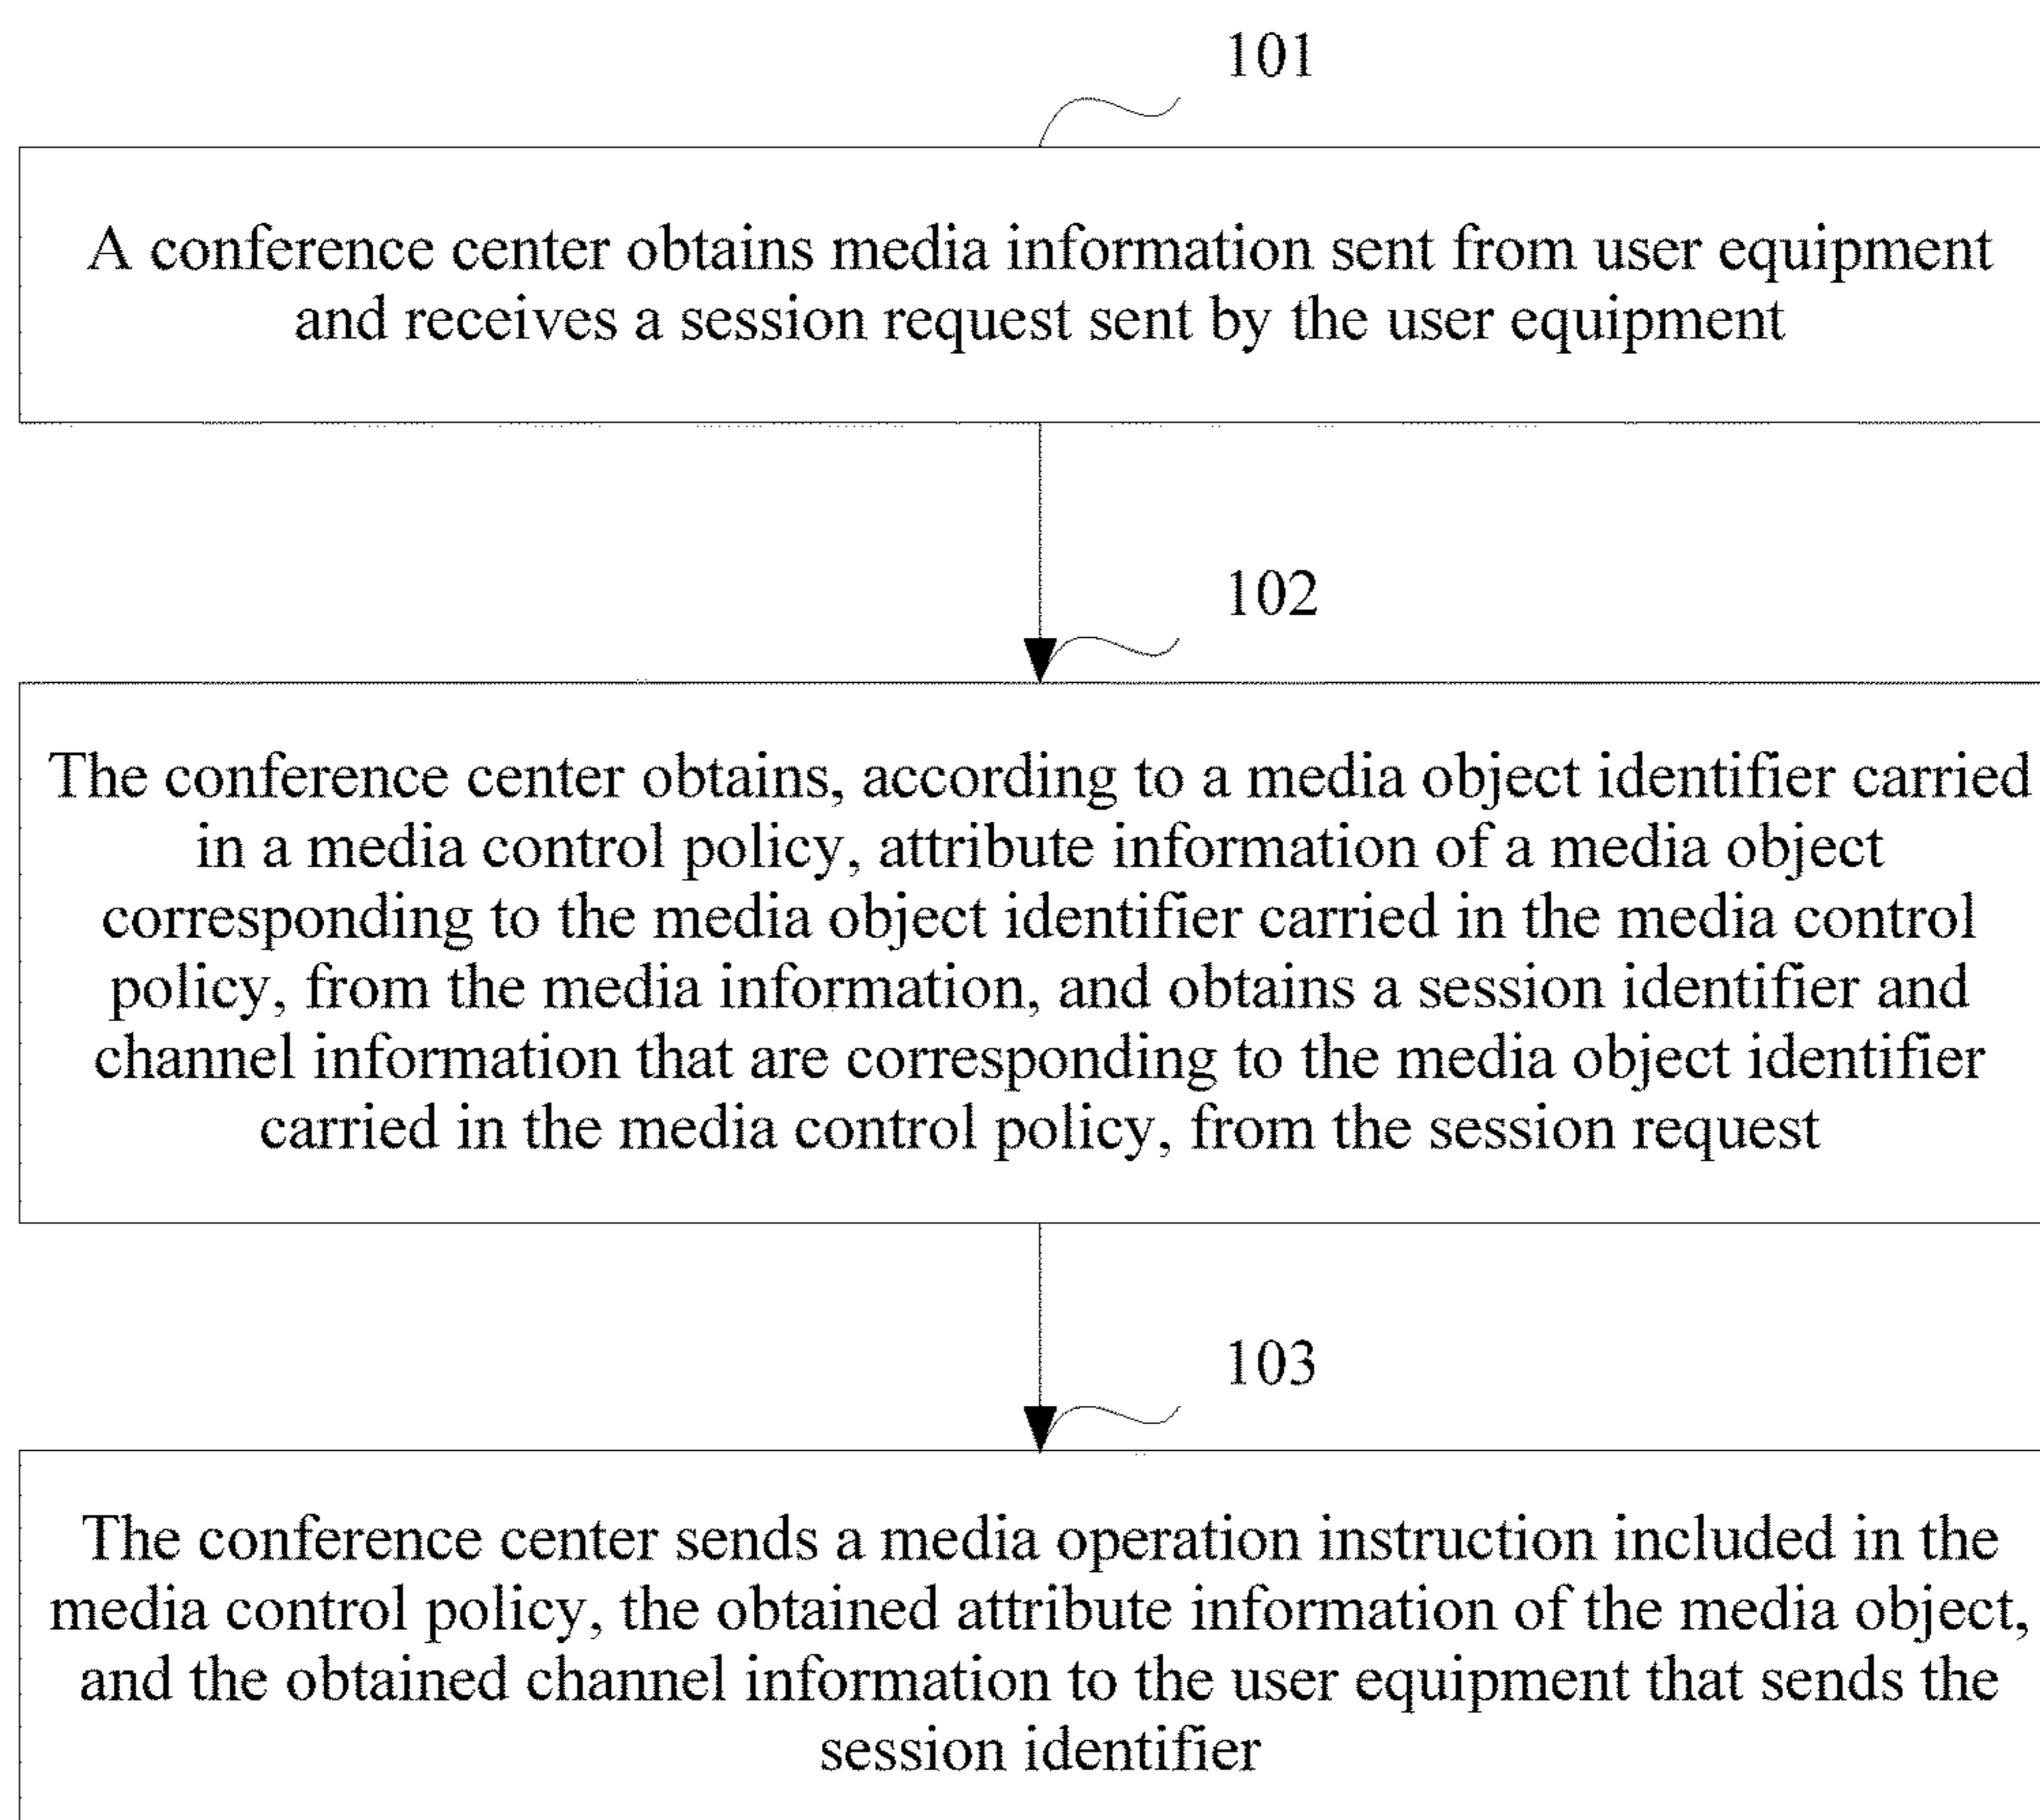 101
A conference center obtains media information sent from user equipment
and receives a session request sent by the user equipment
102
The conference center obtains, according to a media object identifier carried
in a media control policy, attribute information of a media object
corresponding to the media object identifier carried in the media control
policy, from the media information, and obtains a session identifier and
channel information that are corresponding to the media object identifier
carried in the media control policy, from the session request
103
The conference center sends a media operation instruction included in the
media control policy, the obtained attribute information of the media object,
and the obtained channel information to the user equipment that sends the
session identifier